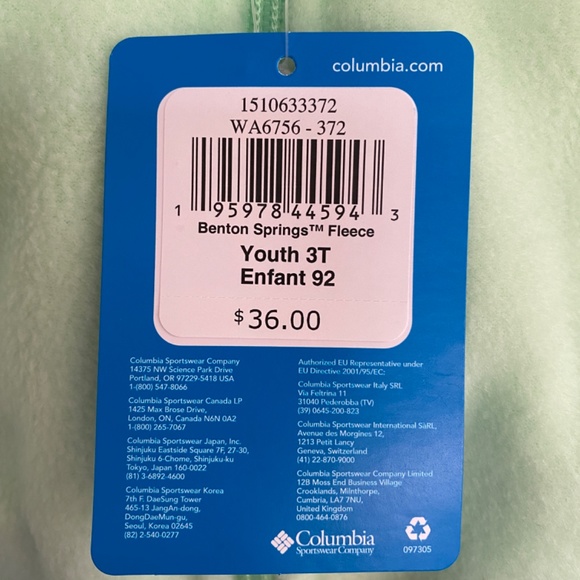 columbia.com
1510633372
WA6756 - 372
1 95978 44594 3
Benton Springs™ Fleece
Youth 3T
Enfant 92
$36.00
Columbia Sportswear Company
14375 NW Science Park Drive
Portland, OR 97229-5418 USA
1-(800) 547-8066
Columbia Sportswear Canada LP
1425 Max Brose Drive,
London, ON, Canada N6N 0A2
1-(800) 265-7067
Columbia Sportswear Japan, Inc.
Shinjuku Eastside Square 7F, 27-30,
Shinjuku 6-Chome, Shinjuku-ku
Tokyo, Japan 160-0022
(81) 3-6892-4600
Columbia Sportswear Korea
7th F. DaeSung Tower
465-13 JangAn-dong,
DongDaeMun-gu,
Seoul, Korea 02645
(82) 2-540-0277
Authorized EU Representative under
EU Directive 2001/95/EC:
Columbia Sportswear Italy SRL
Via Feltrina 11
31040 Pederobba (TV)
(39) 0645-200-823
Columbia Sportswear International SàRL,
Avenue des Morgines 12,
1213 Petit Lancy
Geneva, Switzerland
(41) 22-870-9000
Columbia Sportswear Company Limited
12B Moss End Business Village
Crooklands, Milnthorpe,
Cumbria, LA7 7NU,
United Kingdom
0800-464-0876
Columbia
Sportswear Company
097305